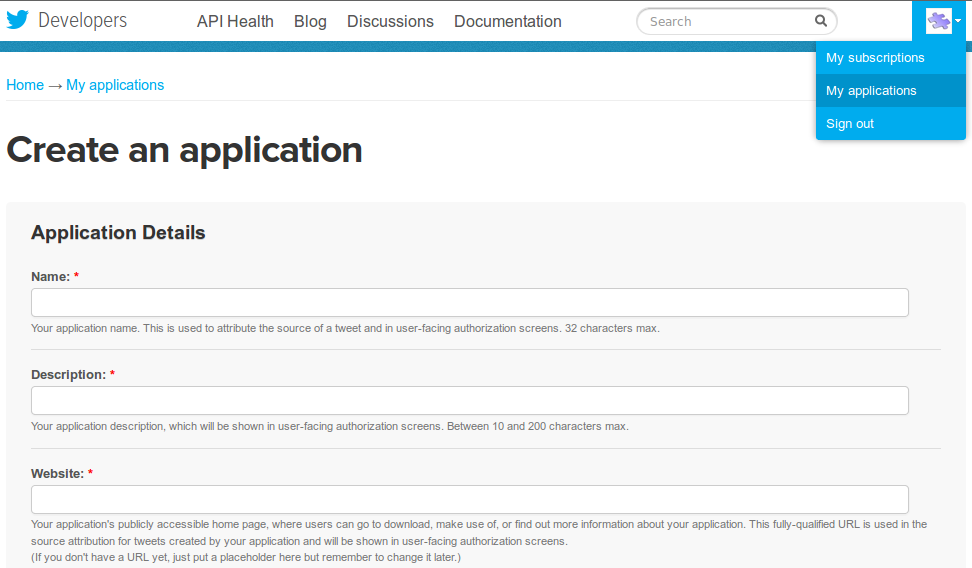 Developers API Health Blog Discussions Documentation Search
My subscriptions
Home → My applications
My applications
Sign out
Create an application
Application Details
Name: *
Your application name. This is used to attribute the source of a tweet and in user-facing authorization screens. 32 characters max.
Description: *
Your application description, which will be shown in user-facing authorization screens. Between 10 and 200 characters max.
Website: *
Your application's publicly accessible home page, where users can go to download, make use of, or find out more information about your application. This fully-qualified URL is used in the
source attribution for tweets created by your application and will be shown in user-facing authorization screens.
(If you don't have a URL yet, just put a placeholder here but remember to change it later.)